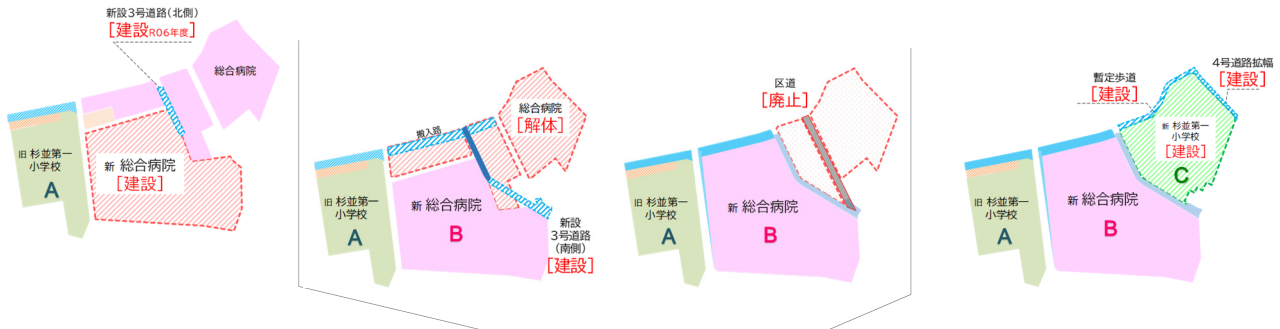 新設3号道路(北側)
[建設R06年度]
総合病院
旧 杉並第一
小学校
A
新 総合病院
[建設]
搬入路
総合病院
[解体]
旧 杉並第一
小学校
A
新 総合病院
B
新設
3号道路
(南側)
[建設]
区道
[廃止]
旧 杉並第一
小学校
A
新 総合病院
B
暫定歩道
[建設]
4号道路拡幅
[建設]
新 杉並第一
小学校
[建設]
C
旧 杉並第一
小学校
A
新 総合病院
B